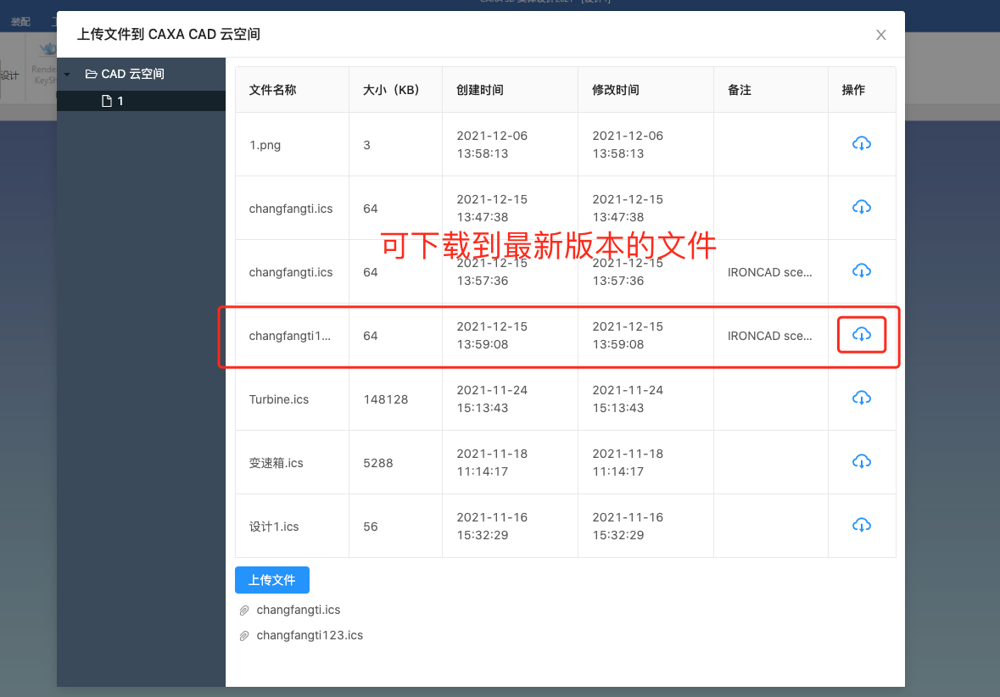 装配
设计
上传文件到 CAXA CAD 云空间
CAD 云空间
1
文件名称 大小（KB） 创建时间 修改时间 备注 操作
1.png 3 2021-12-06 13:58:13 2021-12-06 13:58:13
changfangti.ics 64 2021-12-15 13:47:38 2021-12-15 13:47:38
可下载到最新版本的文件
changfangti.ics 64 2021-12-15 13:57:36 2021-12-15 13:57:36 IRONCAD sce...
changfangti1... 64 2021-12-15 13:59:08 2021-12-15 13:59:08 IRONCAD sce...
Turbine.ics 148128 2021-11-24 15:13:43 2021-11-24 15:13:43
变速箱.ics 5288 2021-11-18 11:14:17 2021-11-18 11:14:17
设计1.ics 56 2021-11-16 15:32:29 2021-11-16 15:32:29
上传文件
changfangti.ics
changfangti123.ics